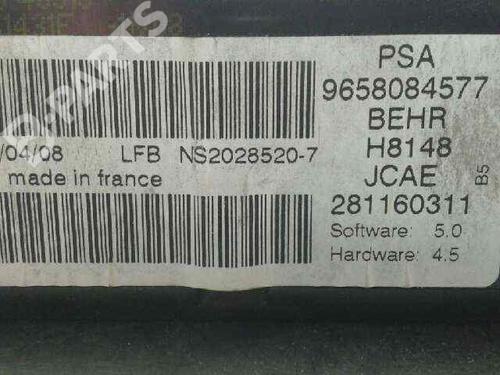 PSA
9658084577
BEHR
H8148
JCAE
281160311
B5
Software: 5.0
Hardware: 4.5
/04/08 LFB NS2028520-7
made in france